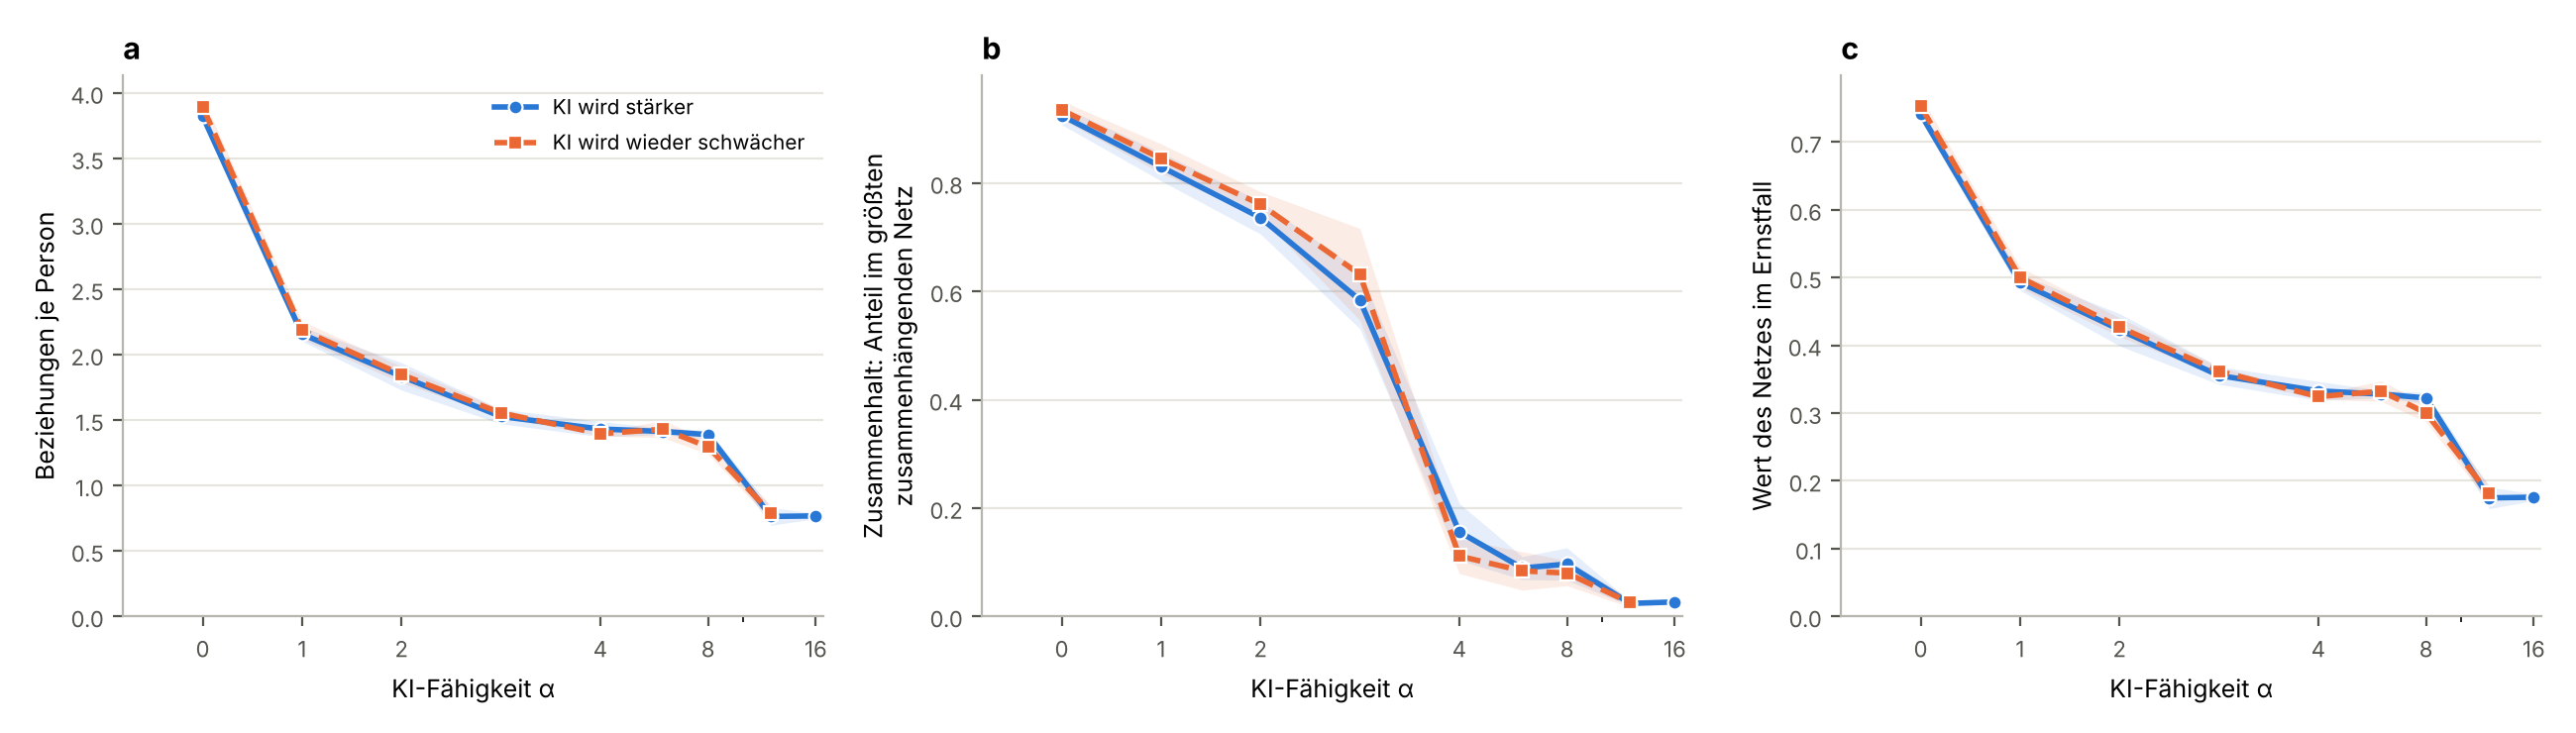 a
Beziehungen je Person
4.0
3.5
3.0
2.5
2.0
1.5
1.0
0.5
0.0
KI wird stärker
KI wird wieder schwächer
0 1 2 4 8 16
KI-Fähigkeit α
b
Zusammenhalt: Anteil im größten
zusammenhängenden Netz
0.8
0.6
0.4
0.2
0.0
0 1 2 4 8 16
KI-Fähigkeit α
c
Wert des Netzes im Ernstfall
0.7
0.6
0.5
0.4
0.3
0.2
0.1
0.0
0 1 2 4 8 16
KI-Fähigkeit α